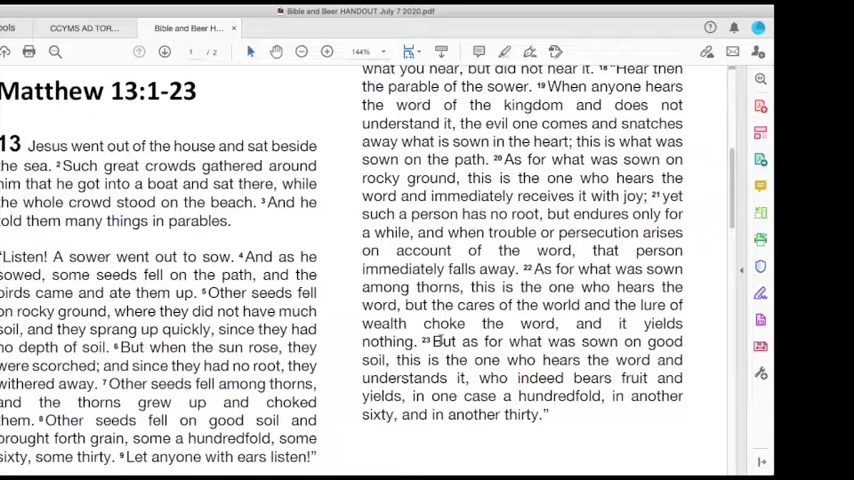 Bible and Beer HANDOUT July 7 2020.pdf
ools
CCYMS AD TOR...
Bible and Beer H... ×
1 / 2
144%
Matthew 13:1-23
13 Jesus went out of the house and sat beside
the sea. 2 Such great crowds gathered around
him that he got into a boat and sat there, while
the whole crowd stood on the beach. 3 And he
told them many things in parables.
“Listen! A sower went out to sow. 4 And as he
sowed, some seeds fell on the path, and the
birds came and ate them up. 5 Other seeds fell
on rocky ground, where they did not have much
soil, and they sprang up quickly, since they had
no depth of soil. 6 But when the sun rose, they
were scorched; and since they had no root, they
withered away. 7 Other seeds fell among thorns,
and the thorns grew up and choked
them. 8 Other seeds fell on good soil and
brought forth grain, some a hundredfold, some
sixty, some thirty. 9 Let anyone with ears listen!”
what you hear, but did not hear it. 18 “Hear then
the parable of the sower. 19 When anyone hears
the word of the kingdom and does not
understand it, the evil one comes and snatches
away what is sown in the heart; this is what was
sown on the path. 20 As for what was sown on
rocky ground, this is the one who hears the
word and immediately receives it with joy; 21 yet
such a person has no root, but endures only for
a while, and when trouble or persecution arises
on account of the word, that person
immediately falls away. 22 As for what was sown
among thorns, this is the one who hears the
word, but the cares of the world and the lure of
wealth choke the word, and it yields
nothing. 23 But as for what was sown on good
soil, this is the one who hears the word and
understands it, who indeed bears fruit and
yields, in one case a hundredfold, in another
sixty, and in another thirty.”